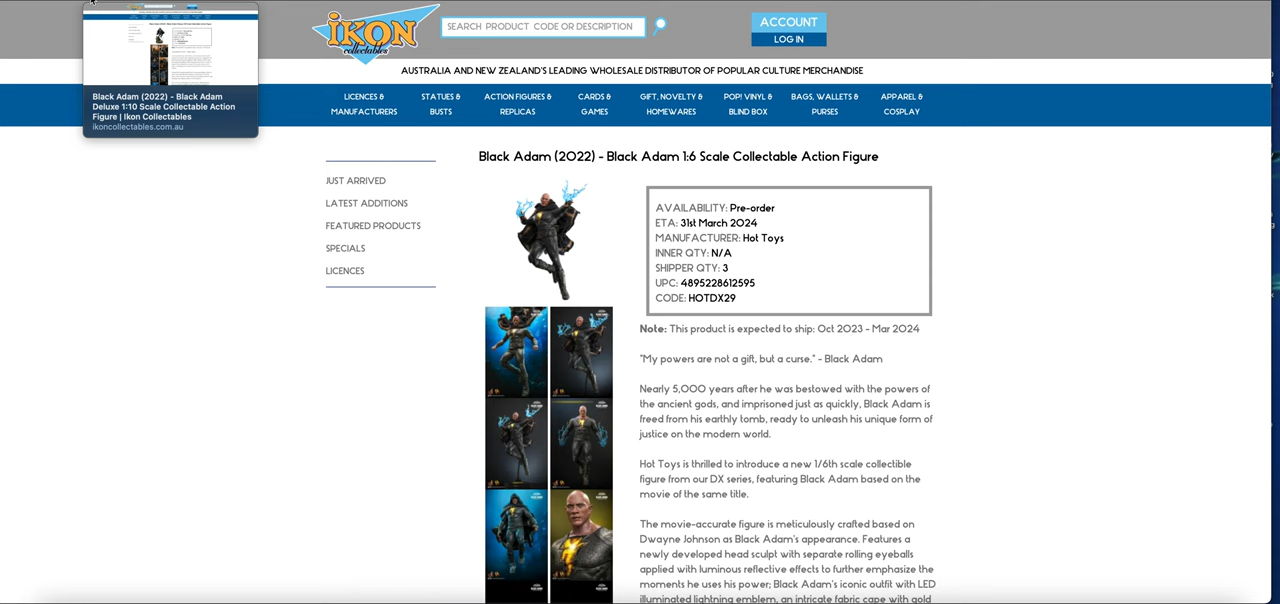 Black Adam (2022) - Black Adam
Deluxe 1:10 Scale Collectable Action
Figure | Ikon Collectables
ikoncollectables.com.au
iKON
collectables
SEARCH PRODUCT CODE OR DESCRIPTION
ACCOUNT
LOG IN
AUSTRALIA AND NEW ZEALAND'S LEADING WHOLESALE DISTRIBUTOR OF POPULAR CULTURE MERCHANDISE
LICENCES &
MANUFACTURERS
STATUES &
BUSTS
ACTION FIGURES &
REPLICAS
CARDS &
GAMES
GIFT, NOVELTY &
HOMEWARES
POP! VINYL &
BLIND BOX
BAGS, WALLETS &
PURSES
APPAREL &
COSPLAY
JUST ARRIVED
LATEST ADDITIONS
FEATURED PRODUCTS
SPECIALS
LICENCES
Black Adam (2022) - Black Adam 1:6 Scale Collectable Action Figure
AVAILABILITY: Pre-order
ETA: 31st March 2024
MANUFACTURER: Hot Toys
INNER QTY: N/A
SHIPPER QTY: 3
UPC: 4895228612595
CODE: HOTDX29
Note: This product is expected to ship: Oct 2023 - Mar 2024
"My powers are not a gift, but a curse." - Black Adam
Nearly 5,000 years after he was bestowed with the powers of
the ancient gods, and imprisoned just as quickly, Black Adam is
freed from his earthly tomb, ready to unleash his unique form of
justice on the modern world.
Hot Toys is thrilled to introduce a new 1/6th scale collectible
figure from our DX series, featuring Black Adam based on the
movie of the same title.
The movie-accurate figure is meticulously crafted based on
Dwayne Johnson as Black Adam's appearance. Features a
newly developed head sculpt with separate rolling eyeballs
applied with luminous reflective effects to further emphasize the
moments he uses his power; Black Adam's iconic outfit with LED
illuminated lightning emblem, an intricate fabric cape with gold